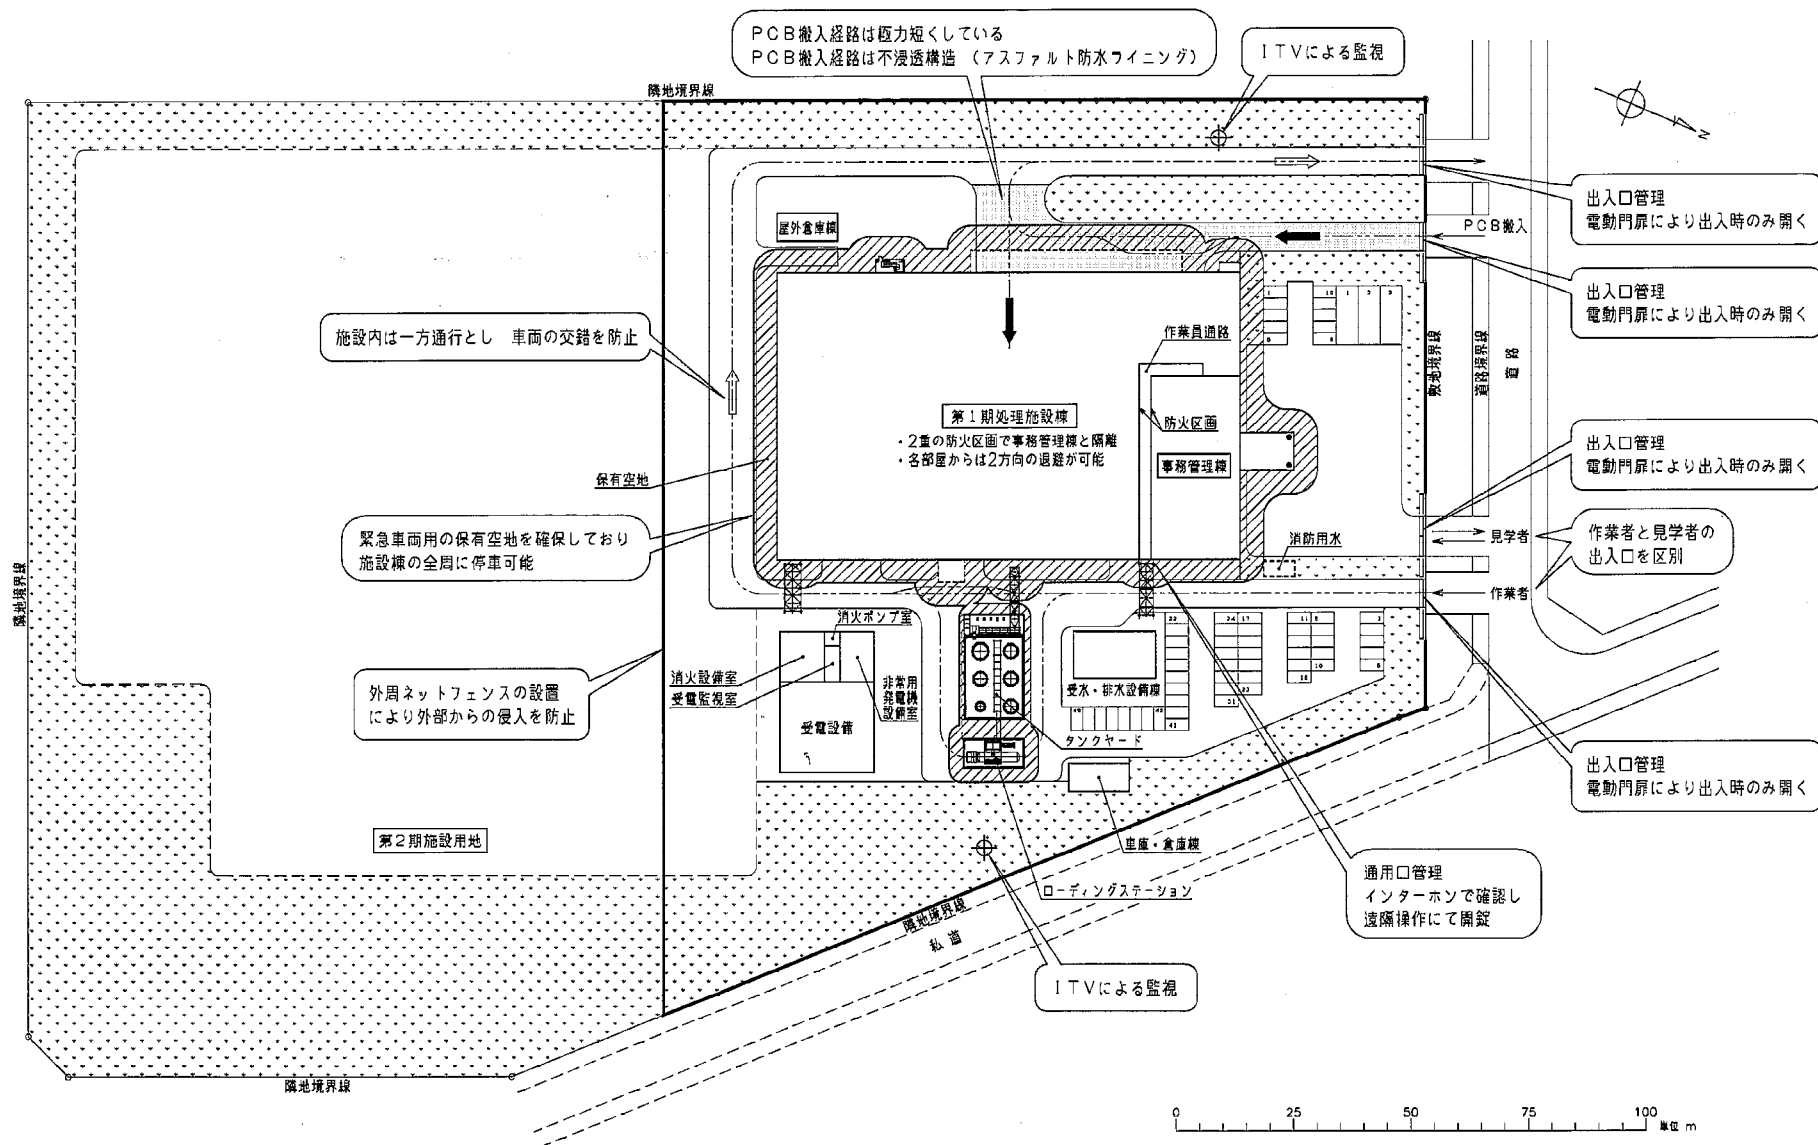 PCB搬入経路は極力短くしている
PCB搬入経路は不浸透構造 (アスファルト防水ライニング)
ITVによる監視
隣地境界線
N
出入口管理
電動門扉により出入時のみ開く
PCB搬入
屋外倉庫棟
出入口管理
電動門扉により出入時のみ開く
施設内は一方通行とし 車両の交錯を防止
作業員通路
敷地境界線
道路境界線
道路
第1期処理施設棟
・2重の防火区画で事務管理棟と隔離
・各部屋からは2方向の退避が可能
防火区画
事務管理棟
出入口管理
電動門扉により出入時のみ開く
保有空地
緊急車両用の保有空地を確保しており
施設棟の全周に停車可能
消防用水
見学者
作業者と見学者の
出入口を区別
作業者
隣地境界線
消火ポンプ室
消火設備室
受電監視室
非常用
発電機
設備室
受電設備
受水・排水設備棟
タンクヤード
外周ネットフェンスの設置
により外部からの侵入を防止
出入口管理
電動門扉により出入時のみ開く
第2期施設用地
車庫・倉庫棟
ローディングステーション
通用口管理
インターホンで確認し
遠隔操作にて開錠
隣地境界線
私道
ITVによる監視
隣地境界線
0 25 50 75 100
単位 m